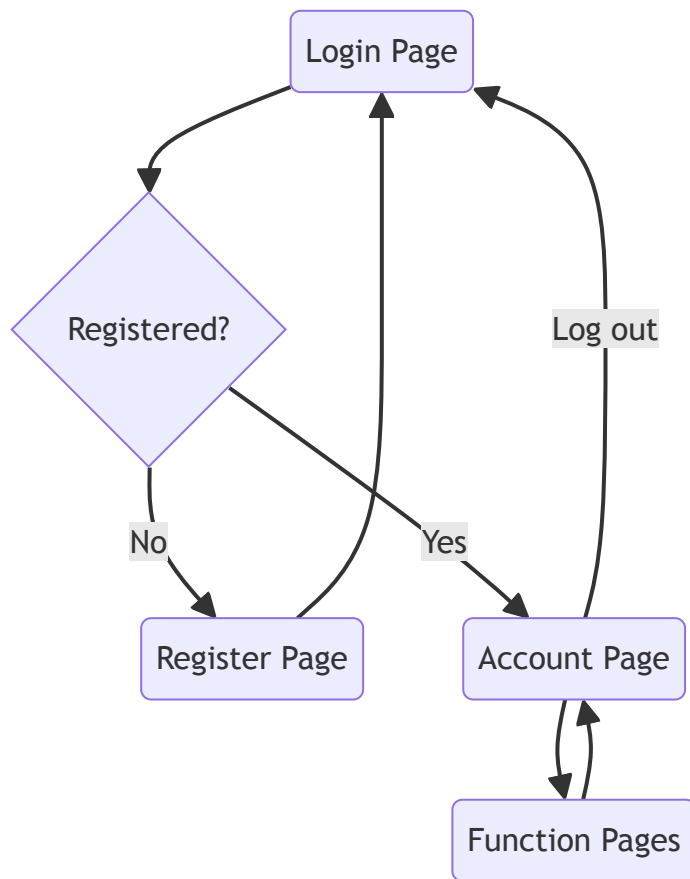 Login Page
Registered?
Log out
No
Yes
Register Page
Account Page
Function Pages